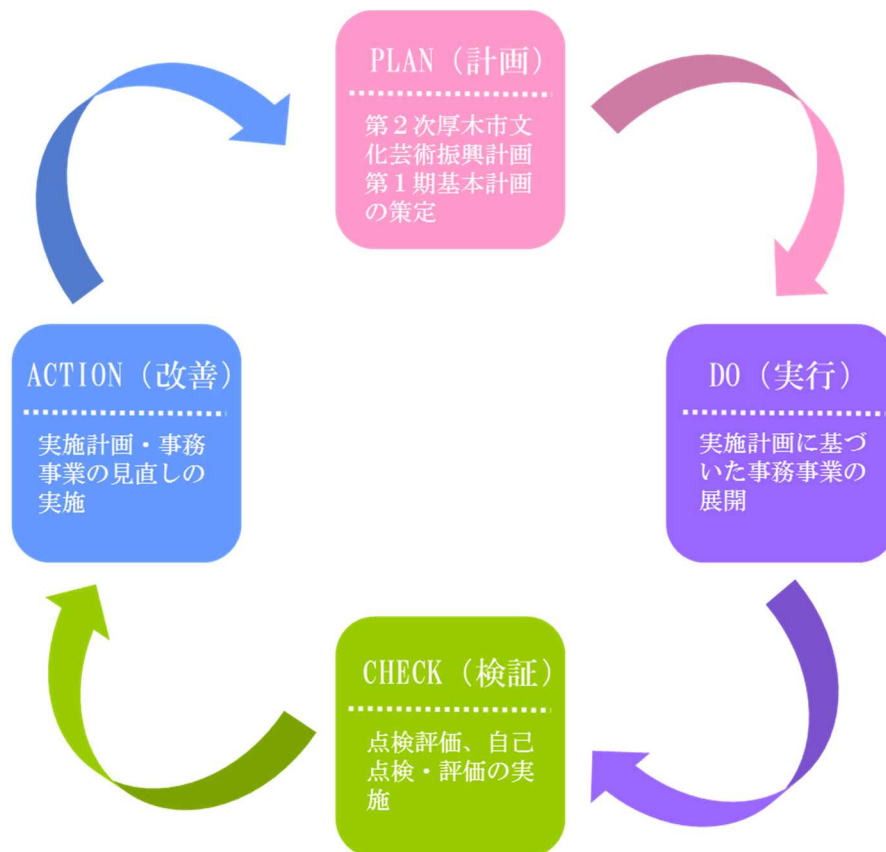 PLAN（計画）
第２次厚木市文
化芸術振興計画
第１期基本計画
の策定
DO（実行）
実施計画に基づ
いた事務事業の
展開
CHECK（検証）
点検評価、自己
点検・評価の実
施
ACTION（改善）
実施計画・事務
事業の見直しの
実施